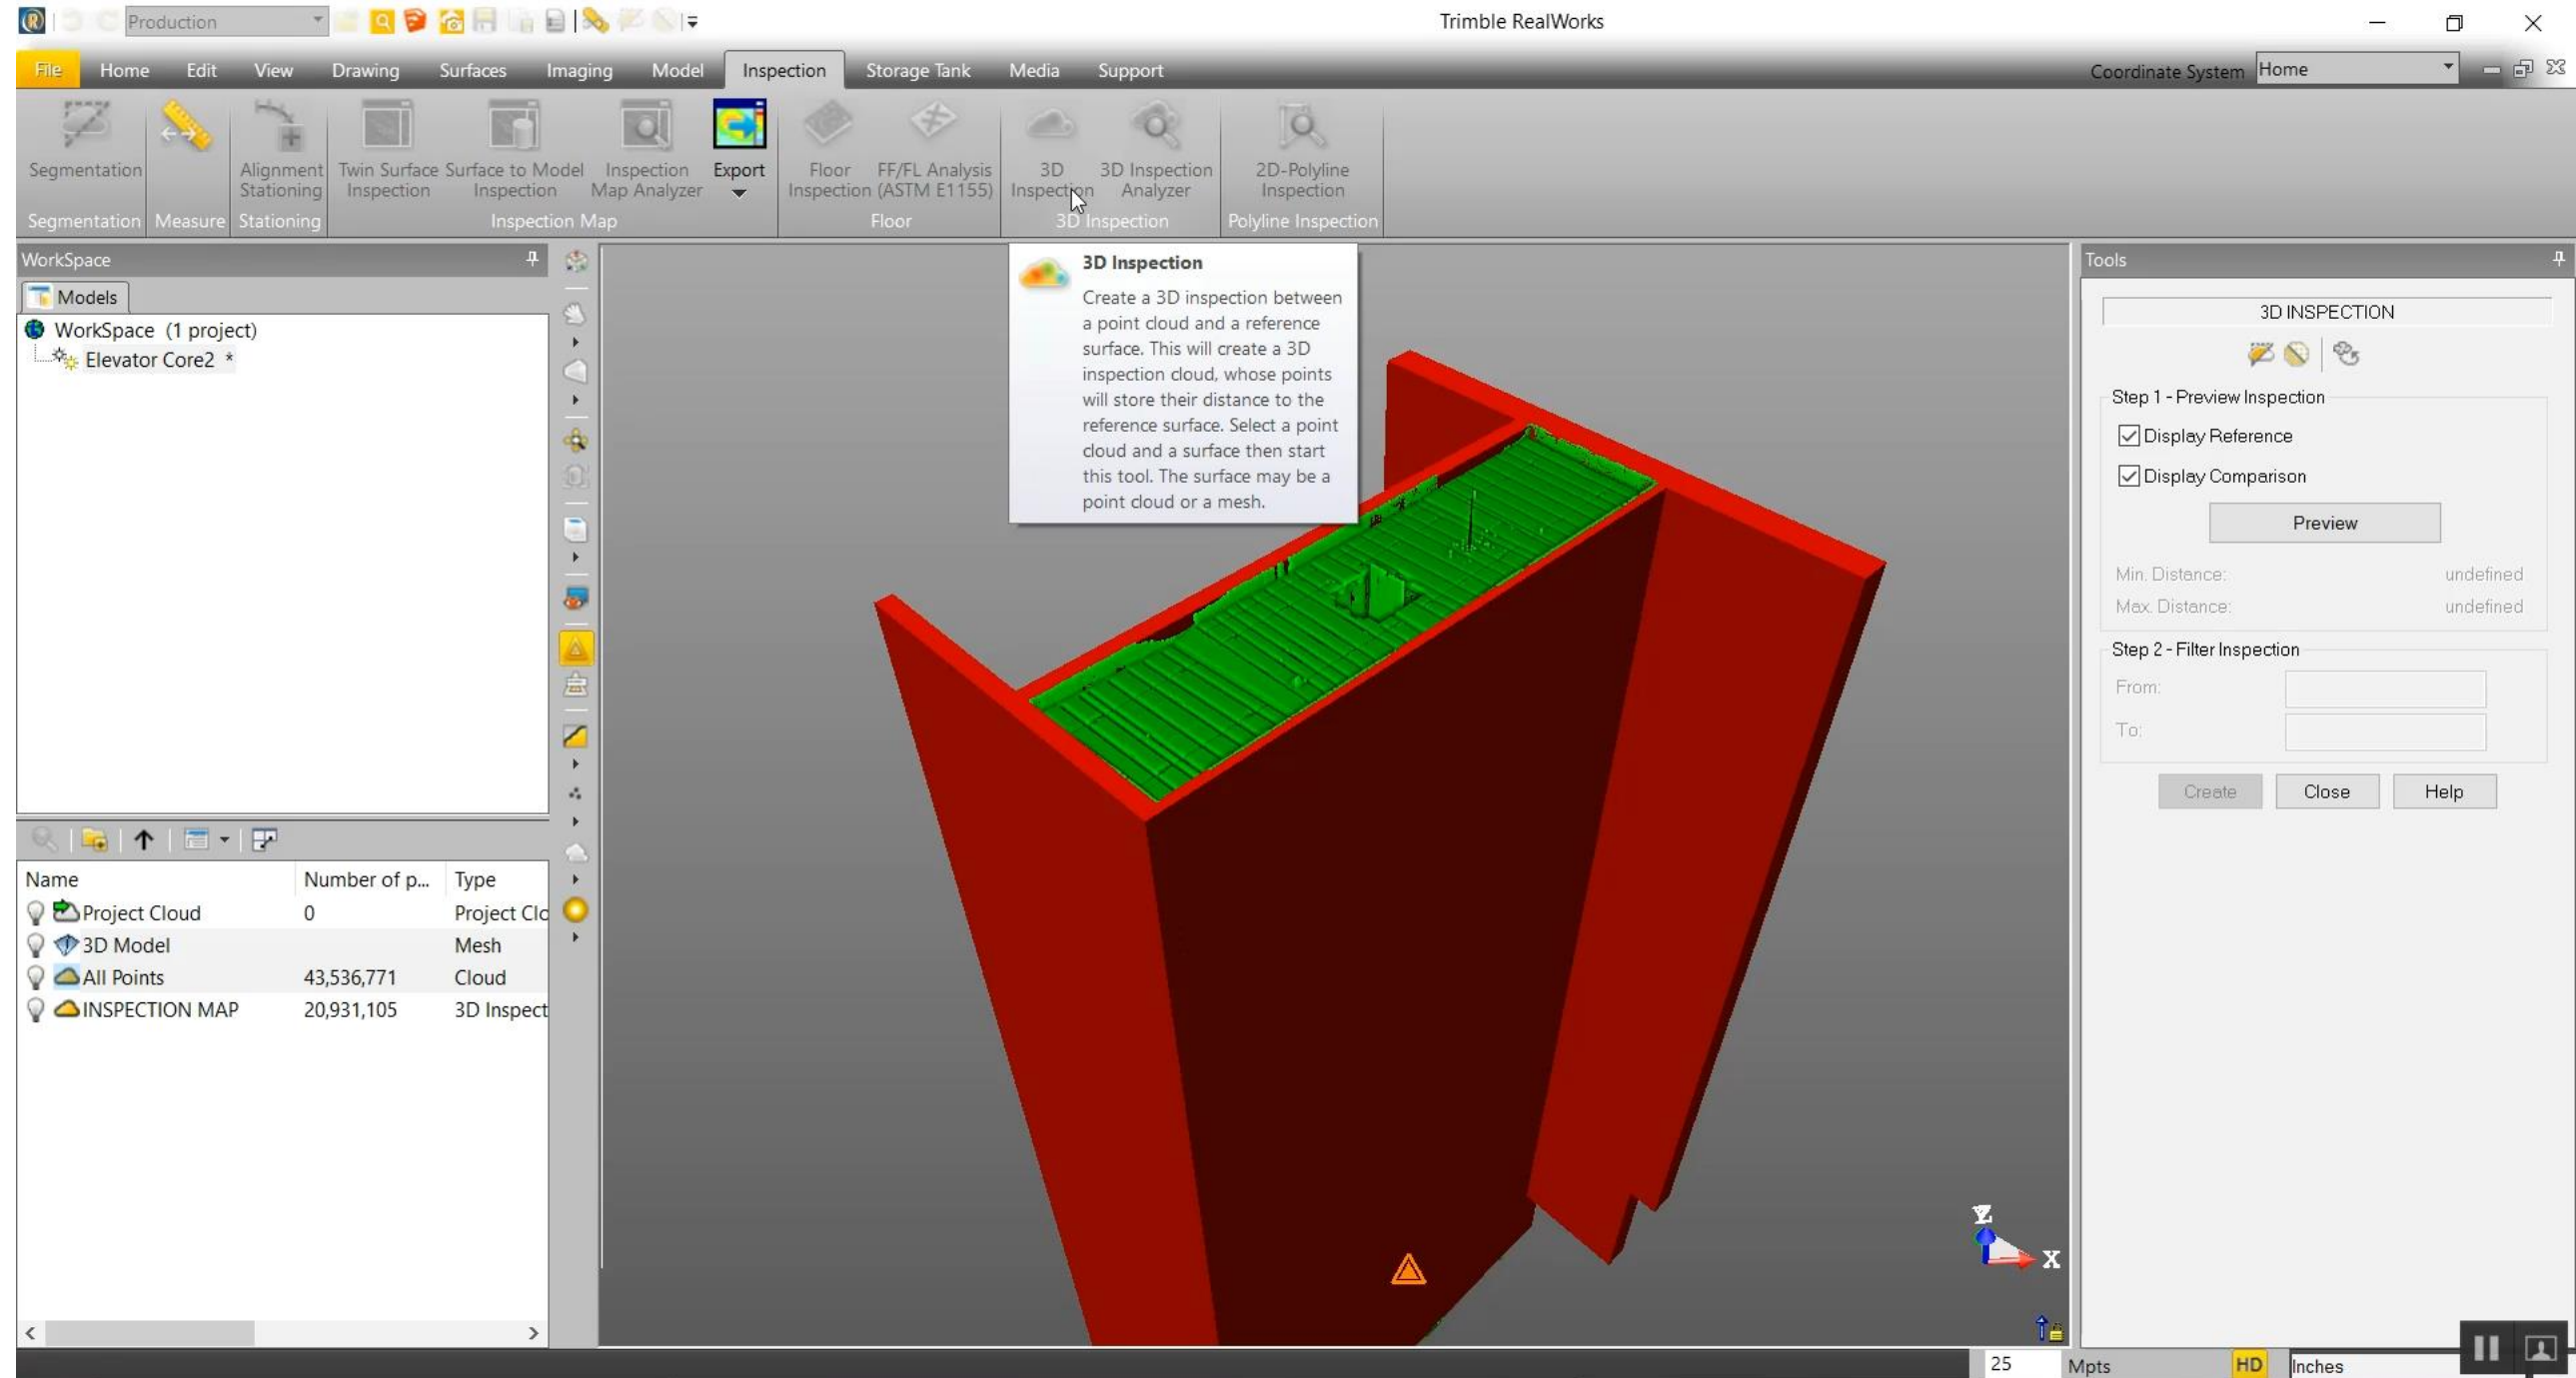 Production
Trimble RealWorks
File Home Edit View Drawing Surfaces Imaging Model Inspection Storage Tank Media Support
Coordinate System Home
Segmentation
Alignment
Stationing
Twin Surface
Inspection
Surface to Model
Inspection
Inspection
Map Analyzer
Export
Floor
Inspection
FF/FL Analysis
(ASTM E1155)
3D
Inspection
3D Inspection
Analyzer
2D-Polyline
Inspection
Segmentation Measure Stationing Inspection Map Floor 3D Inspection Polyline Inspection
WorkSpace
Models
WorkSpace (1 project)
Elevator Core2 *
Name Number of p... Type
Project Cloud 0 Project Clo
3D Model Mesh
All Points 43,536,771 Cloud
INSPECTION MAP 20,931,105 3D Inspect
3D Inspection
Create a 3D inspection between
a point cloud and a reference
surface. This will create a 3D
inspection cloud, whose points
will store their distance to the
reference surface. Select a point
cloud and a surface then start
this tool. The surface may be a
point cloud or a mesh.
X
Tools
3D INSPECTION
Step 1 - Preview Inspection
Display Reference
Display Comparison
Preview
Min. Distance: undefined
Max. Distance: undefined
Step 2 - Filter Inspection
From:
To:
Create Close Help
25 Mpts HD Inches